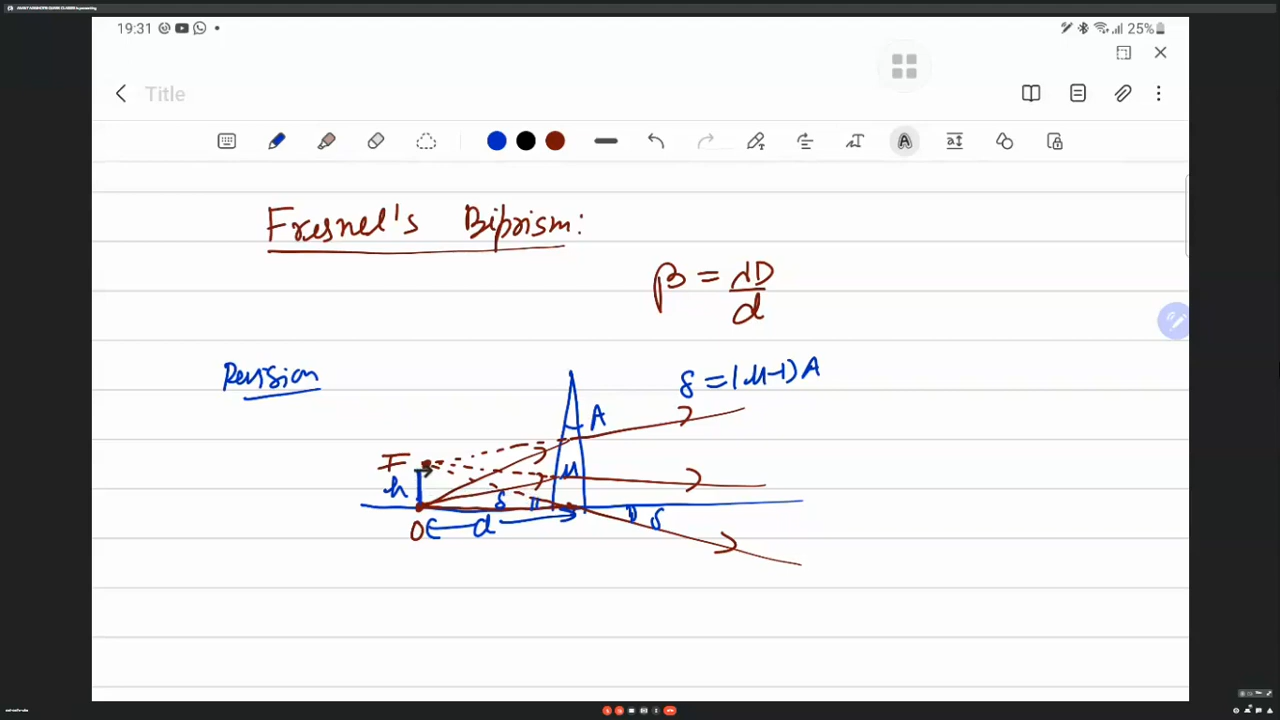 19:31
25%
Title
A
Fresnel's Biprism:
β = λD
d
Revision
δ = (μ-1) A
A
I
μ
h
δ
O
d
δ